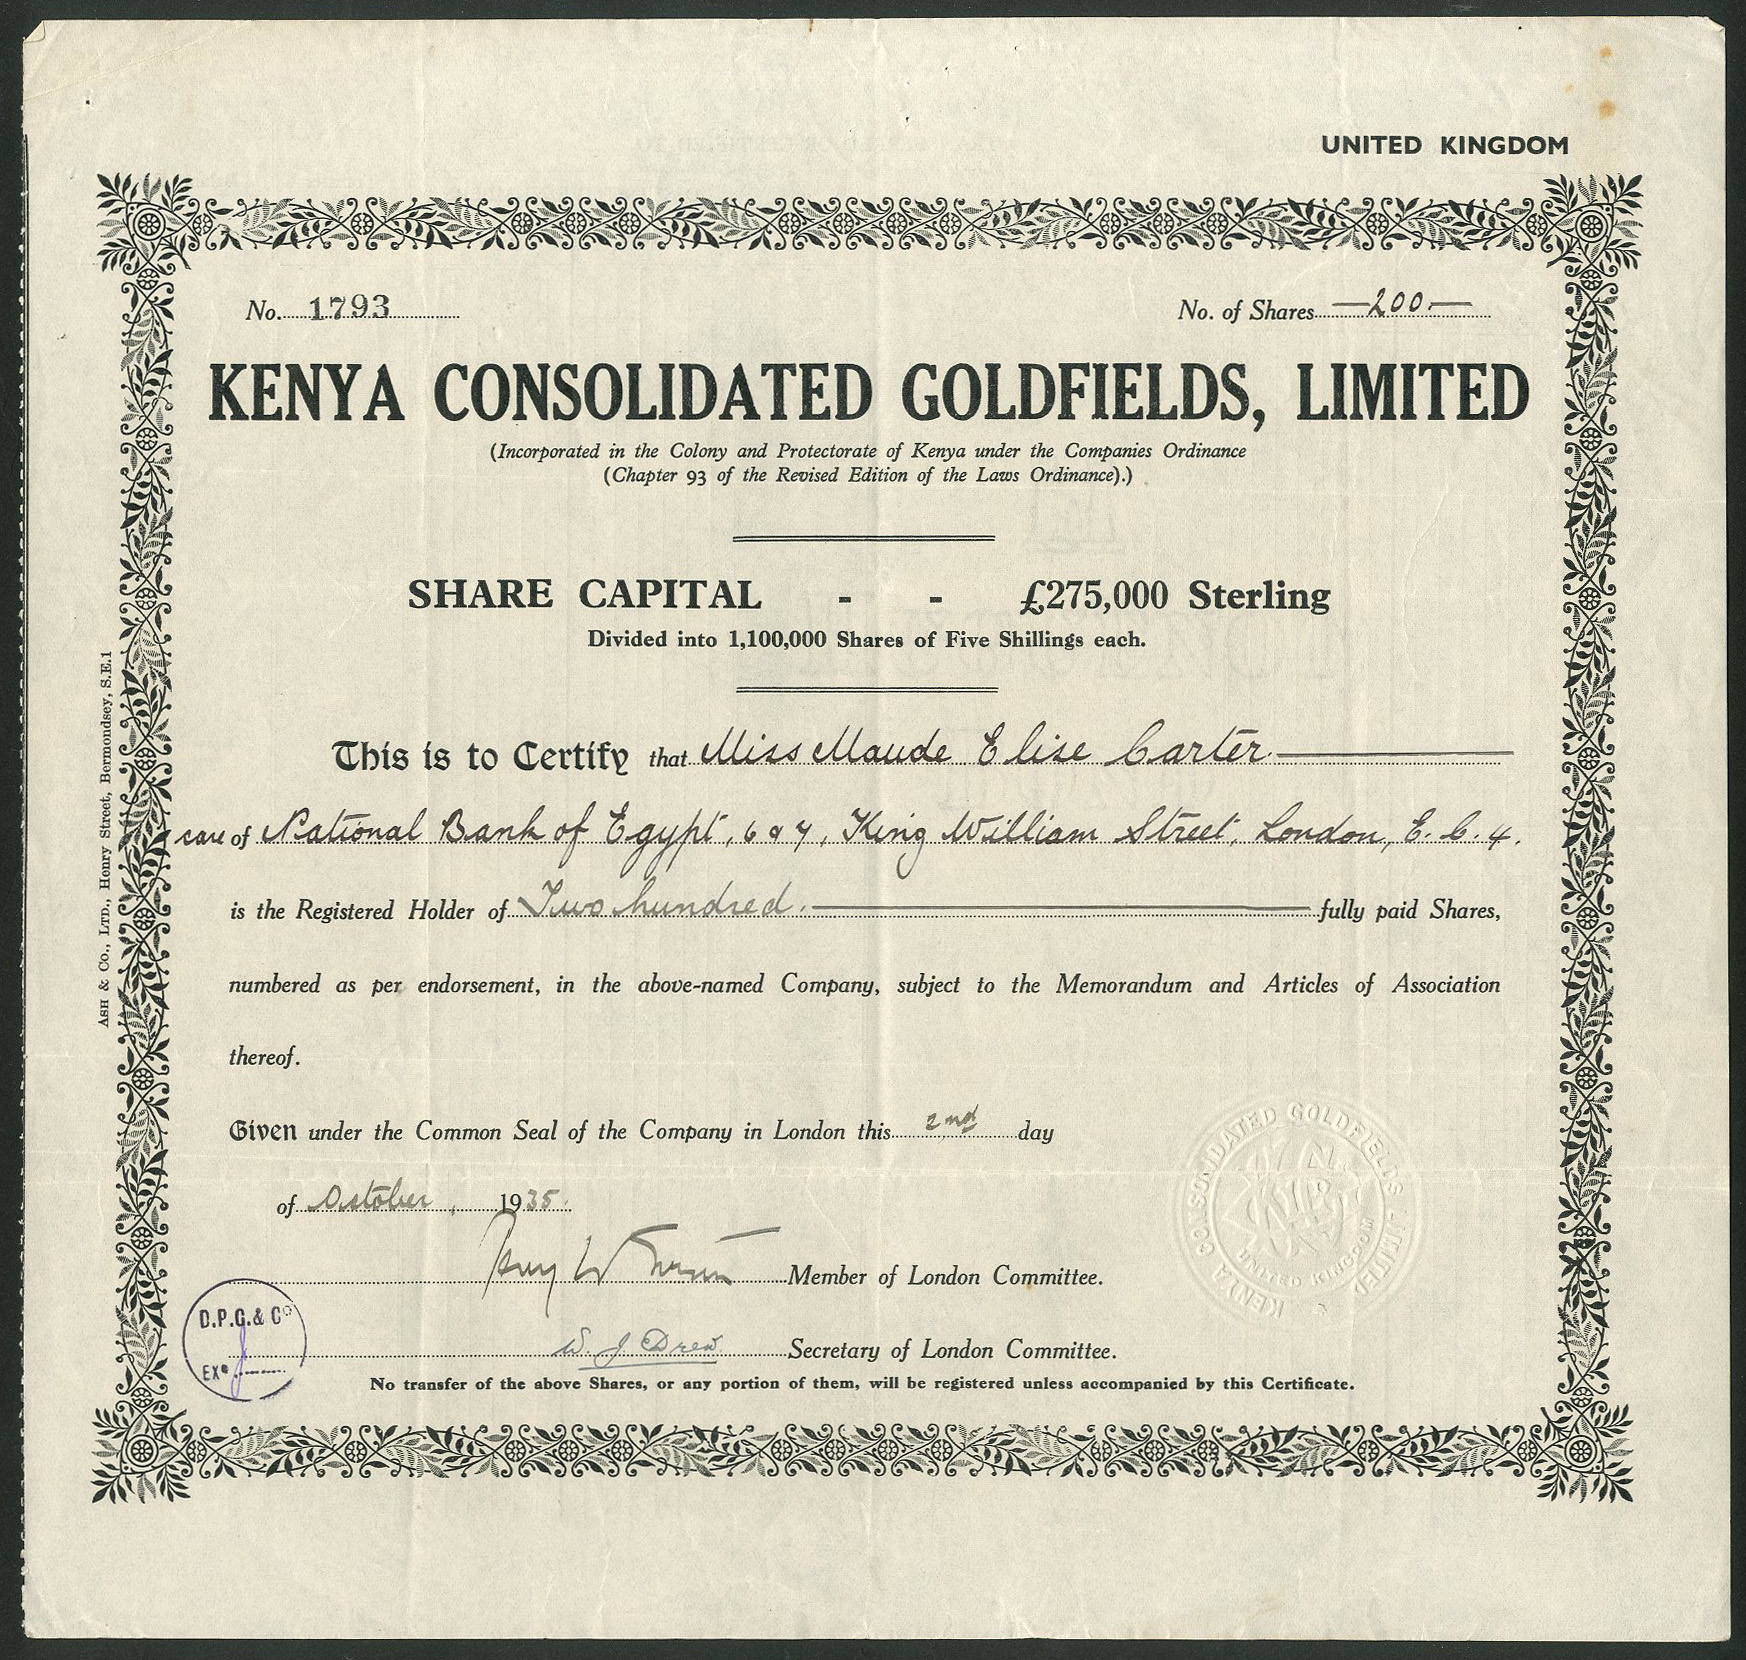 UNITED KINGDOM
No. 1793
No. of Shares 200
KENYA CONSOLIDATED GOLDFIELDS, LIMITED
(Incorporated in the Colony and Protectorate of Kenya under the Companies Ordinance
(Chapter 93 of the Revised Edition of the Laws Ordinance).)
SHARE CAPITAL - - £275,000 Sterling
Divided into 1,100,000 Shares of Five Shillings each.
This is to Certify that Miss Maude Elise Carter
care of National Bank of Egypt, 6 & 7, King William Street, London, E.C.4.
is the Registered Holder of Two hundred. fully paid Shares,
numbered as per endorsement, in the above-named Company, subject to the Memorandum and Articles of Association
thereof.
Given under the Common Seal of the Company in London this 2nd day
of October, 1935.
Member of London Committee.
W. J. Drew Secretary of London Committee.
No transfer of the above Shares, or any portion of them, will be registered unless accompanied by this Certificate.
D.P.G. & Co
EXd
KENYA CONSOLIDATED GOLDFIELDS LIMITED
UNITED KINGDOM
ASH & CO., LTD., Henry Street, Bermondsey, S.E.1